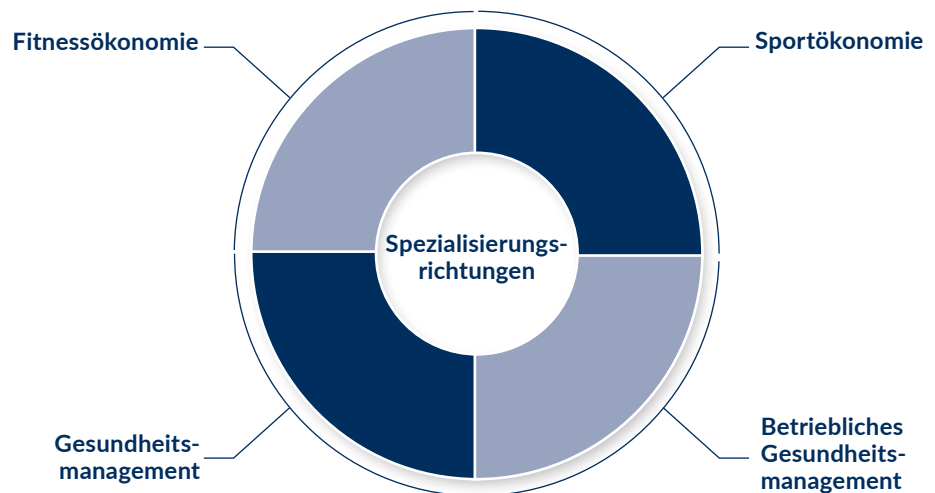 Fitnessökonomie
Sportökonomie
Spezialisierungs-
richtungen
Gesundheits-
management
Betriebliches
Gesundheits-
management